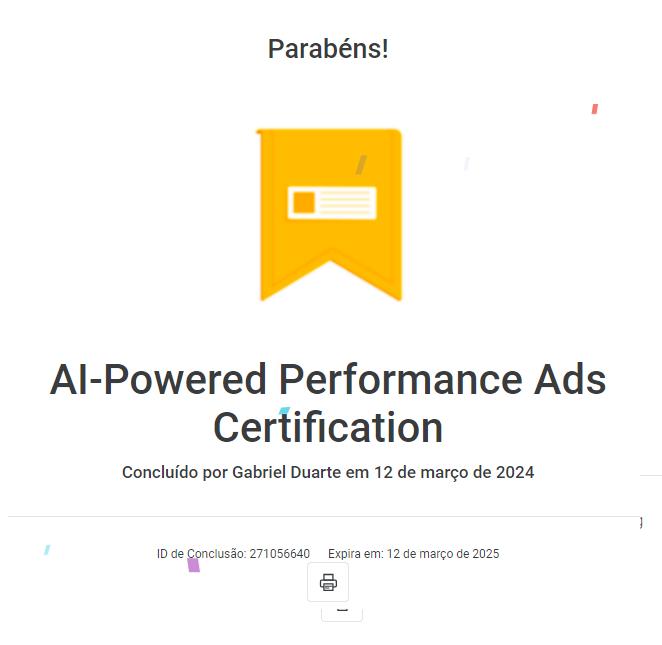 Parabéns!
AI-Powered Performance Ads
Certification
Concluído por Gabriel Duarte em 12 de março de 2024
ID de Conclusão: 271056640 Expira em: 12 de março de 2025